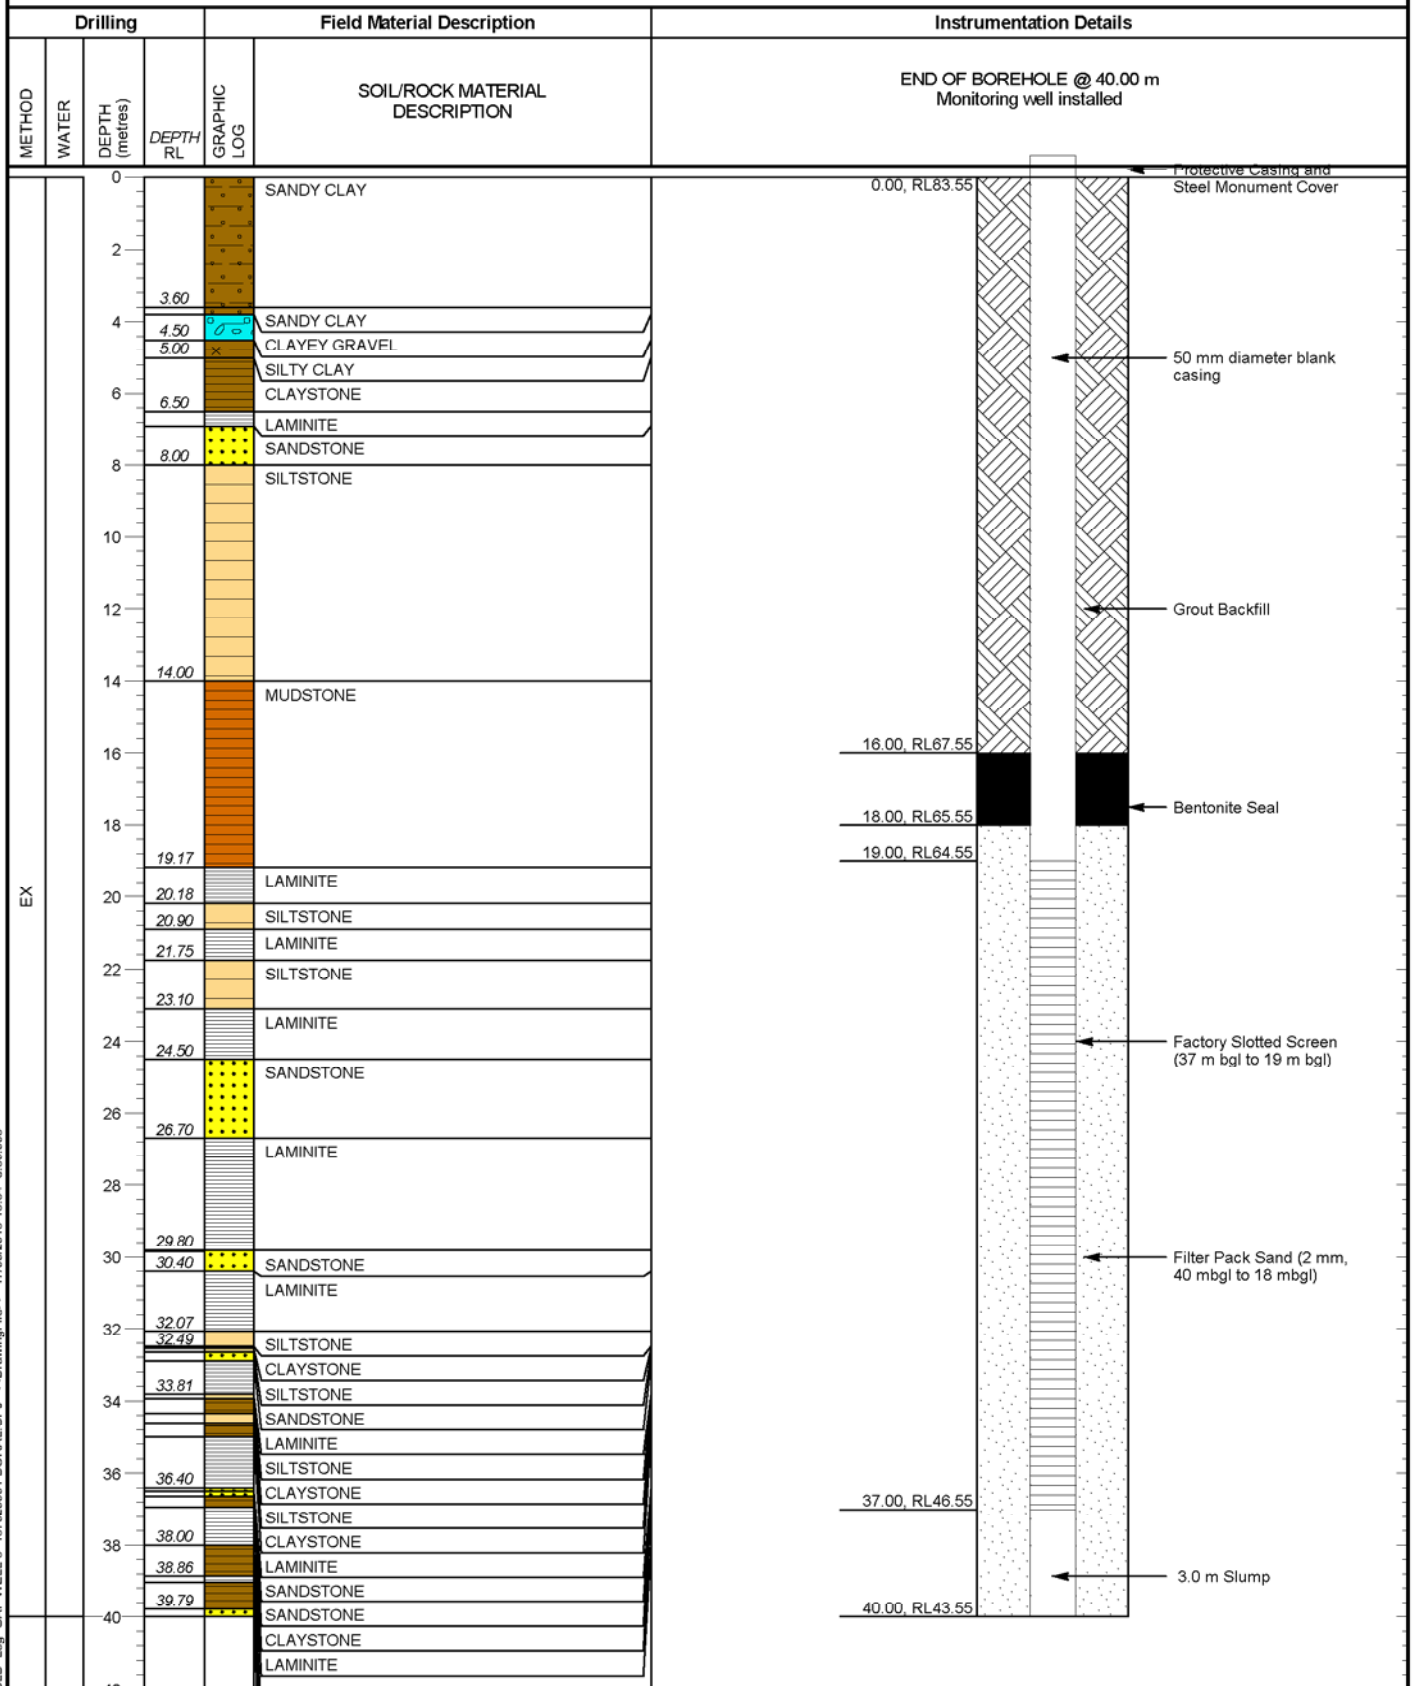 Drilling
Field Material Description
Instrumentation Details
METHOD
WATER
DEPTH
(metres)
DEPTH
RL
GRAPHIC
LOG
SOIL/ROCK MATERIAL
DESCRIPTION
END OF BOREHOLE @ 40.00 m
Monitoring well installed
EX
0
2
4
6
8
10
12
14
16
18
20
22
24
26
28
30
32
34
36
38
40
3.60
4.50
5.00
6.50
8.00
14.00
19.17
20.18
20.90
21.75
23.10
24.50
26.70
29.80
30.40
32.07
32.49
33.81
36.40
38.00
38.86
39.79
SANDY CLAY
SANDY CLAY
CLAYEY GRAVEL
SILTY CLAY
CLAYSTONE
LAMINITE
SANDSTONE
SILTSTONE
MUDSTONE
LAMINITE
SILTSTONE
LAMINITE
SILTSTONE
LAMINITE
SANDSTONE
LAMINITE
SANDSTONE
LAMINITE
SILTSTONE
CLAYSTONE
SILTSTONE
SANDSTONE
LAMINITE
SILTSTONE
CLAYSTONE
SILTSTONE
CLAYSTONE
LAMINITE
SANDSTONE
SANDSTONE
CLAYSTONE
LAMINITE
0.00, RL83.55
16.00, RL67.55
18.00, RL65.55
19.00, RL64.55
37.00, RL46.55
40.00, RL43.55
Protective Casing and
Steel Monument Cover
50 mm diameter blank
casing
Grout Backfill
Bentonite Seal
Factory Slotted Screen
(37 m bgl to 19 m bgl)
Filter Pack Sand (2 mm,
40 mbgl to 18 mbgl)
3.0 m Slump